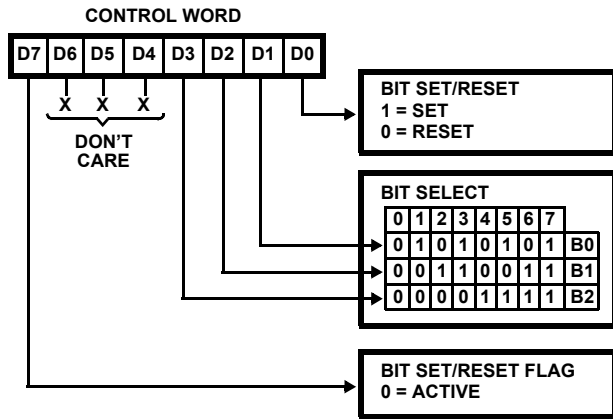 CONTROL WORD
D7 D6 D5 D4 D3 D2 D1 D0
X X X
DON'T
CARE
BIT SET/RESET
1 = SET
0 = RESET
BIT SELECT
0 1 2 3 4 5 6 7
0 1 0 1 0 1 0 1 B0
0 0 1 1 0 0 1 1 B1
0 0 0 0 1 1 1 1 B2
BIT SET/RESET FLAG
0 = ACTIVE